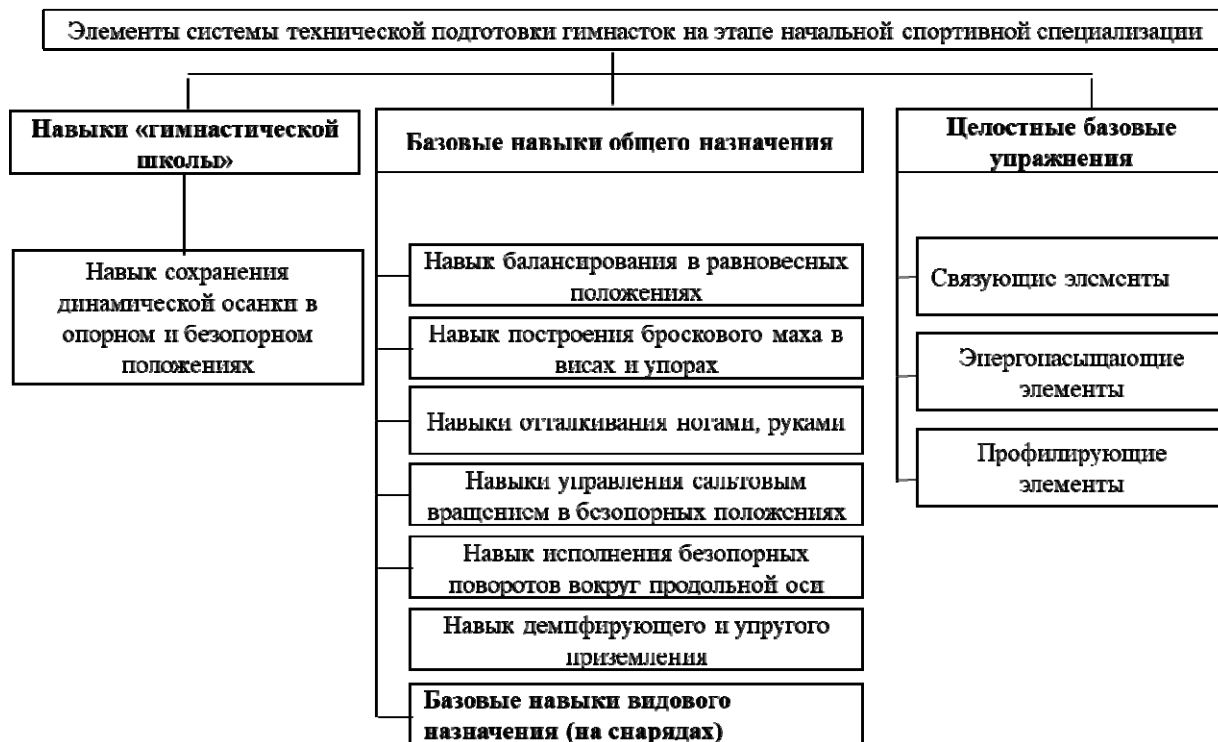 Элементы системы технической подготовки гимнасток на этапе начальной спортивной специализации
Навыки «гимнастической
школы»
Навык сохранения
динамической осанки в
опорном и безопорном
положениях
Базовые навыки общего назначения
Навык балансирования в равновесных
положениях
Навык построения броскового маха в
висах и упорах
Навыки отталкивания ногами, руками
Навыки управления сальтовым
вращением в безопорных положениях
Навык исполнения безопорных
поворотов вокруг продольной оси
Навык демпфирующего и упругого
приземления
Базовые навыки видового
назначения (на снарядах)
Целостные базовые
упражнения
Связующие элементы
Энергонасыщающие
элементы
Профилирующие
элементы